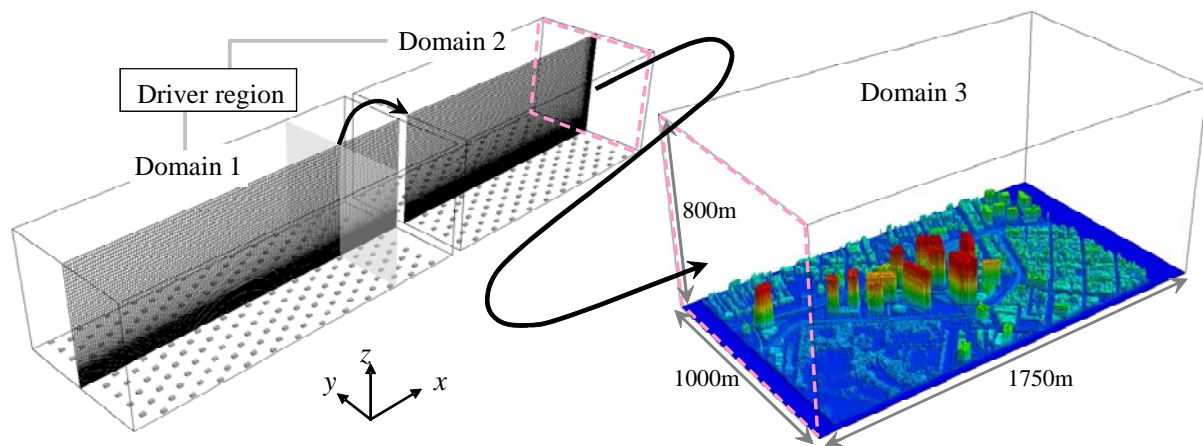 Domain 2
Driver region
Domain 1
Domain 3
800m
1000m
1750m
z
y
x